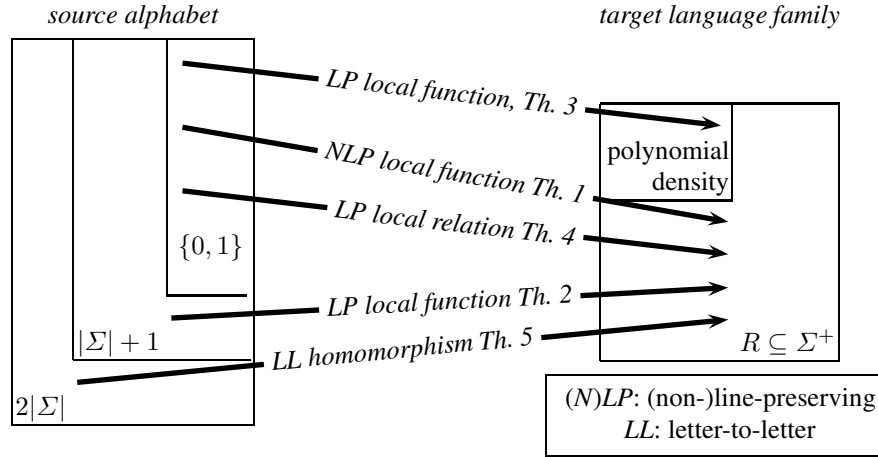 source alphabet
target language family
LP local function, Th. 3
NLP local function Th. 1
LP local relation Th. 4
LP local function Th. 2
LL homomorphism Th. 5
{0, 1}
|Σ| + 1
2|Σ|
polynomial
density
R ⊆ Σ⁺
(N)LP: (non-)line-preserving
LL: letter-to-letter